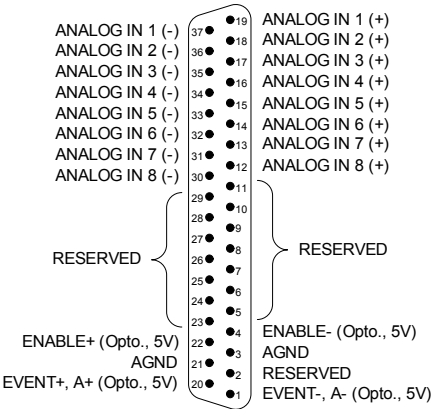 ANALOG IN 1 (-) 37 19 ANALOG IN 1 (+)
ANALOG IN 2 (-) 36 18 ANALOG IN 2 (+)
ANALOG IN 3 (-) 35 17 ANALOG IN 3 (+)
ANALOG IN 4 (-) 34 16 ANALOG IN 4 (+)
ANALOG IN 5 (-) 33 15 ANALOG IN 5 (+)
ANALOG IN 6 (-) 32 14 ANALOG IN 6 (+)
ANALOG IN 7 (-) 31 13 ANALOG IN 7 (+)
ANALOG IN 8 (-) 30 12 ANALOG IN 8 (+)
29 11
28 10
27 9
RESERVED 26 8 RESERVED
25 7
24 6
23 5
ENABLE+ (Opto., 5V) 22 4 ENABLE- (Opto., 5V)
AGND 21 3 AGND
EVENT+, A+ (Opto., 5V) 20 2 RESERVED
1 EVENT-, A- (Opto., 5V)